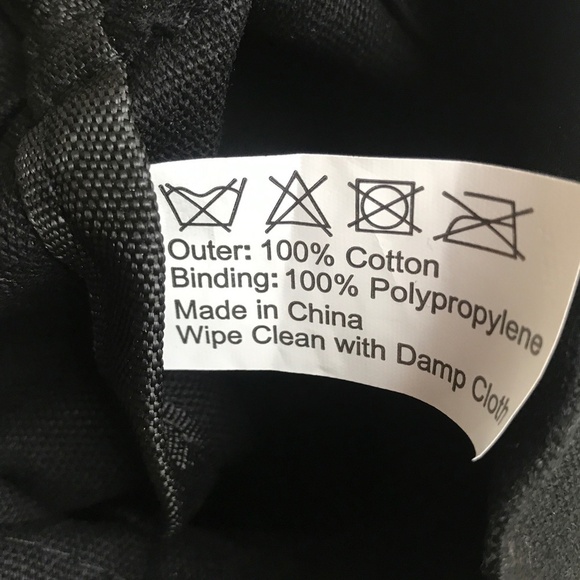 Outer: 100% Cotton
Binding: 100% Polypropylene
Made in China
Wipe Clean with Damp Cloth